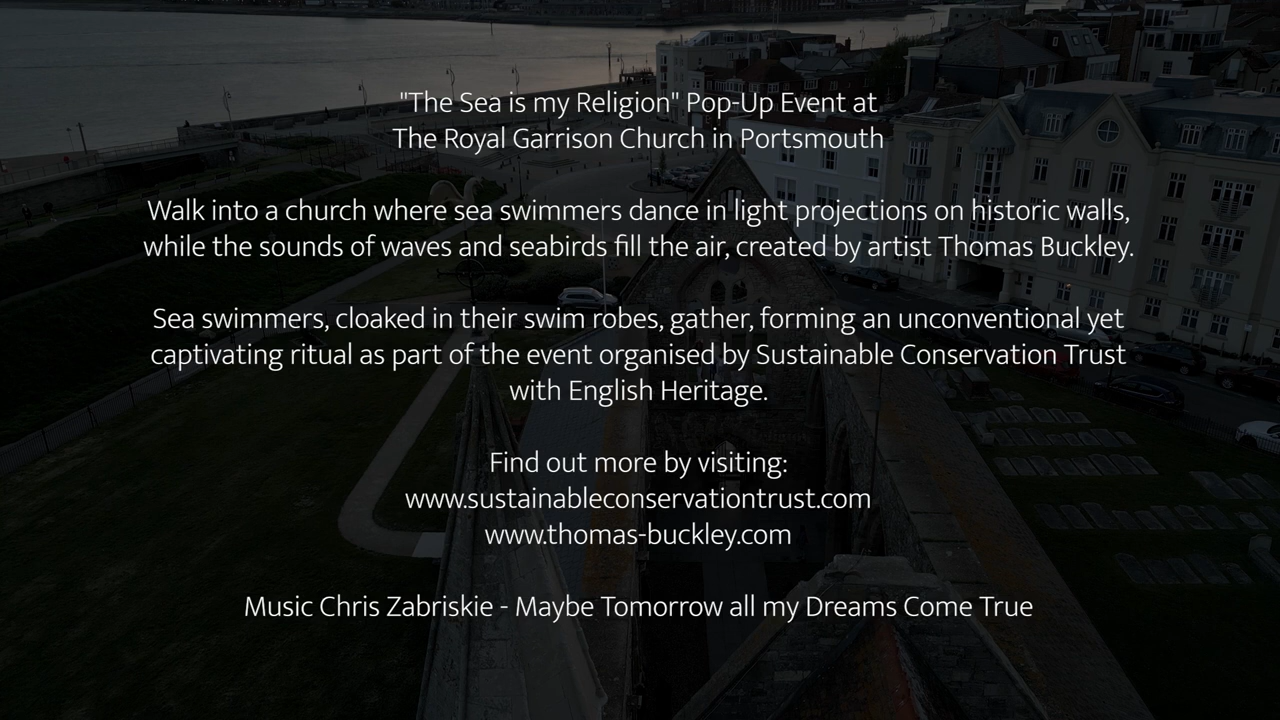 "The Sea is my Religion" Pop-Up Event at
The Royal Garrison Church in Portsmouth
Walk into a church where sea swimmers dance in light projections on historic walls,
while the sounds of waves and seabirds fill the air, created by artist Thomas Buckley.
Sea swimmers, cloaked in their swim robes, gather, forming an unconventional yet
captivating ritual as part of the event organised by Sustainable Conservation Trust
with English Heritage.
Find out more by visiting:
www.sustainableconservationtrust.com
www.thomas-buckley.com
Music Chris Zabriskie - Maybe Tomorrow all my Dreams Come True